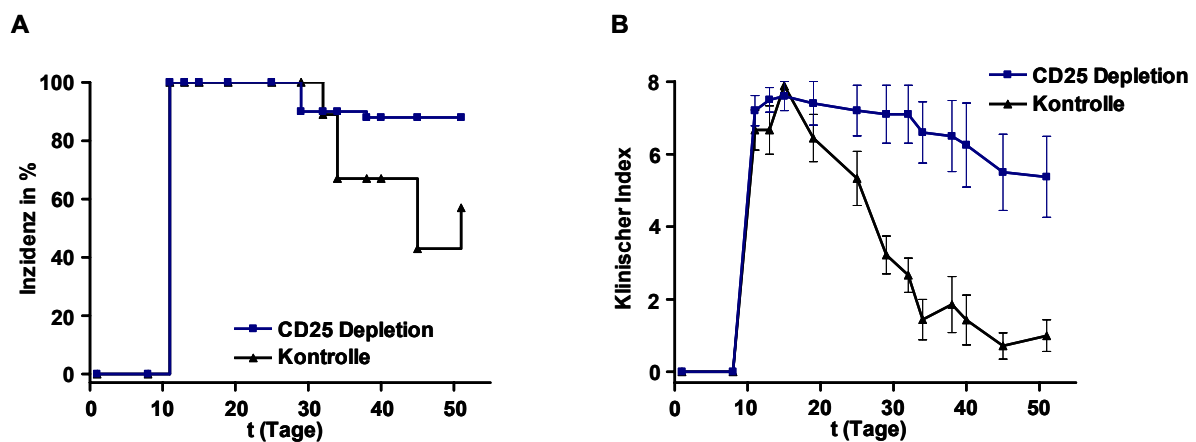 A
B
Inzidenz in %
100
80
60
40
20
0
CD25 Depletion
Kontrolle
0 10 20 30 40 50
t (Tage)
Klinischer Index
8
6
4
2
0
CD25 Depletion
Kontrolle
0 10 20 30 40 50
t (Tage)